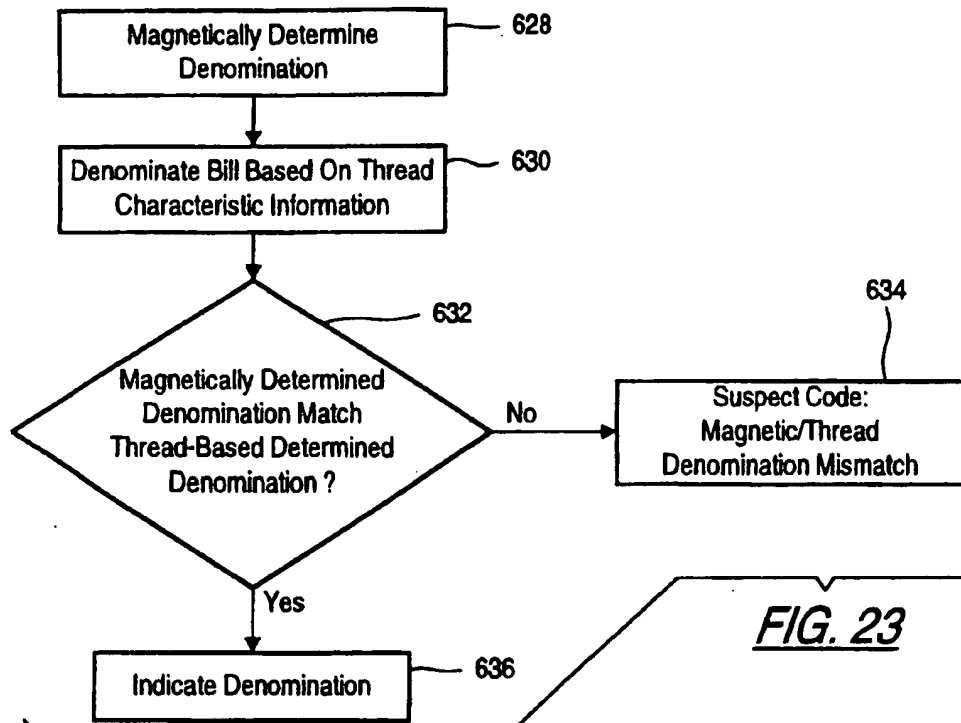 Magnetically Determine
Denomination
628
Denominate Bill Based On Thread
Characteristic Information
630
632
Magnetically Determined
Denomination Match
Thread-Based Determined
Denomination ?
No
634
Suspect Code:
Magnetic/Thread
Denomination Mismatch
Yes
Indicate Denomination
636
FIG. 23